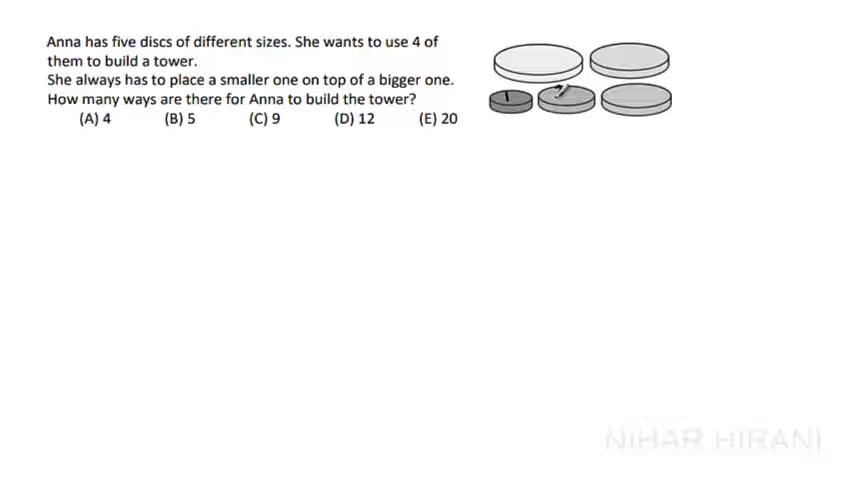 Anna has five discs of different sizes. She wants to use 4 of
them to build a tower.
She always has to place a smaller one on top of a bigger one.
How many ways are there for Anna to build the tower?
(A) 4 (B) 5 (C) 9 (D) 12 (E) 20
1
NIHAR HIRANI